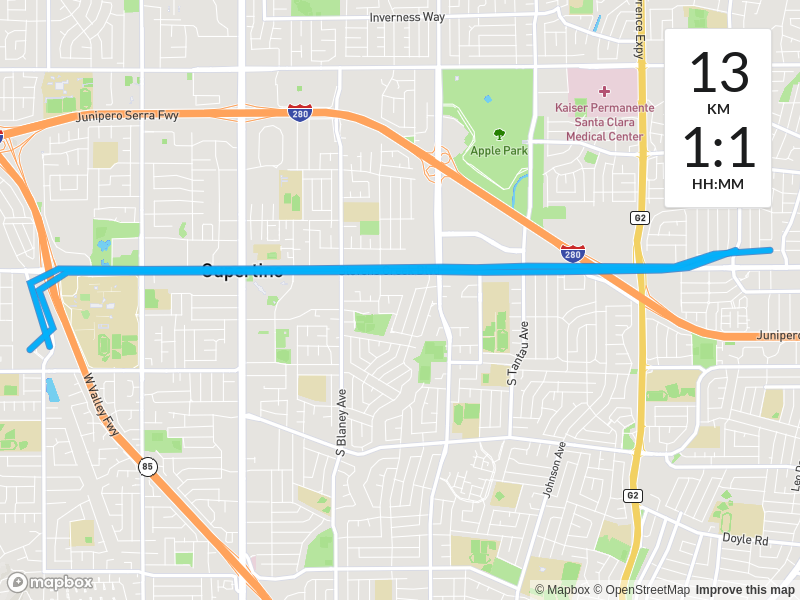 Inverness Way
Lawrence Expy
13
KM
1:1
HH:MM
Kaiser Permanente
Santa Clara
Medical Center
Junipero Serra Fwy
280
Apple Park
G2
280
Junipero
W Valley Fwy
S Tantau Ave
S Blaney Ave
85
Johnson Ave
G2
Doyle Rd
mapbox
© Mapbox © OpenStreetMap Improve this map